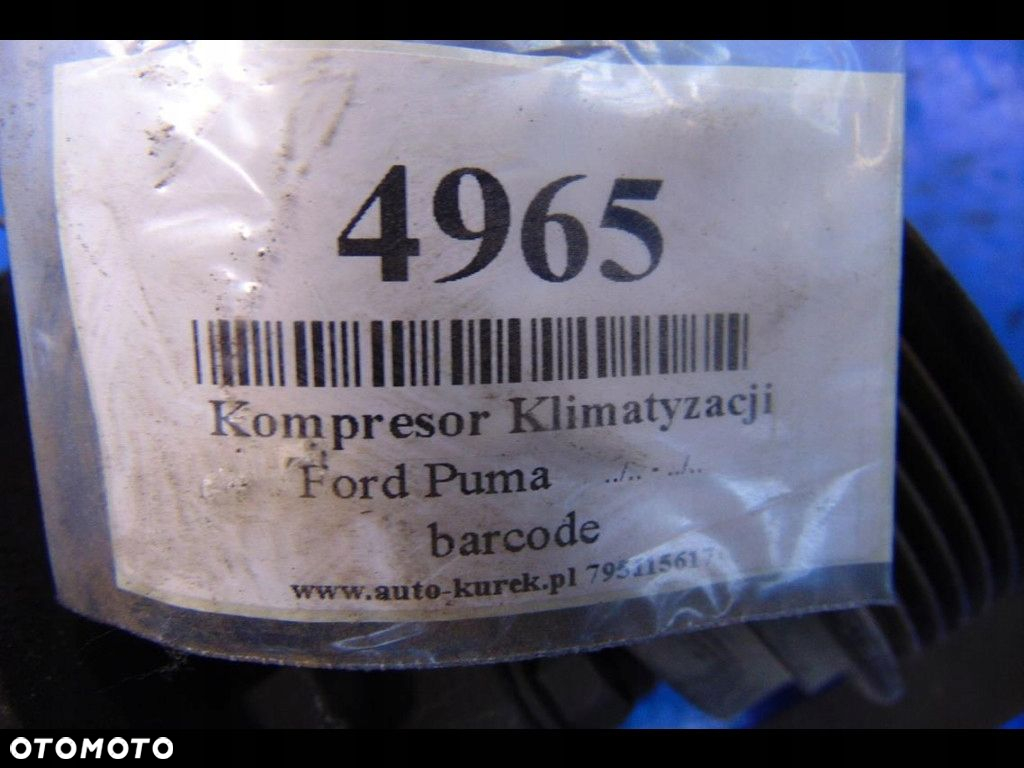 4965
Kompresor Klimatyzacji
Ford Puma ../.. - ../..
barcode
www.auto-kurek.pl
OTOMOTO